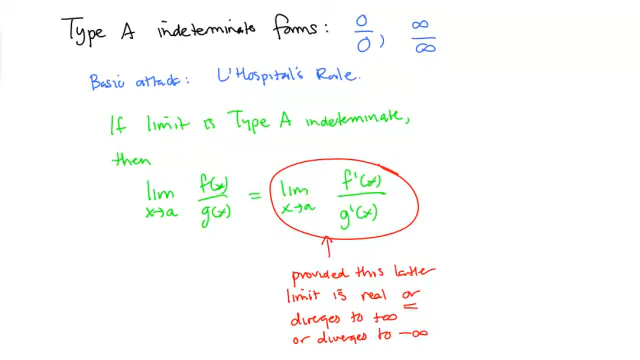 Type A indeterminate forms: 0/0, ∞/∞
Basic attack: L'Hospital's Rule.
If limit is Type A indeterminate,
then
lim x→a f(x)/g(x) = lim x→a f'(x)/g'(x)
provided this latter
limit is real or
diverges to +∞
or diverges to -∞